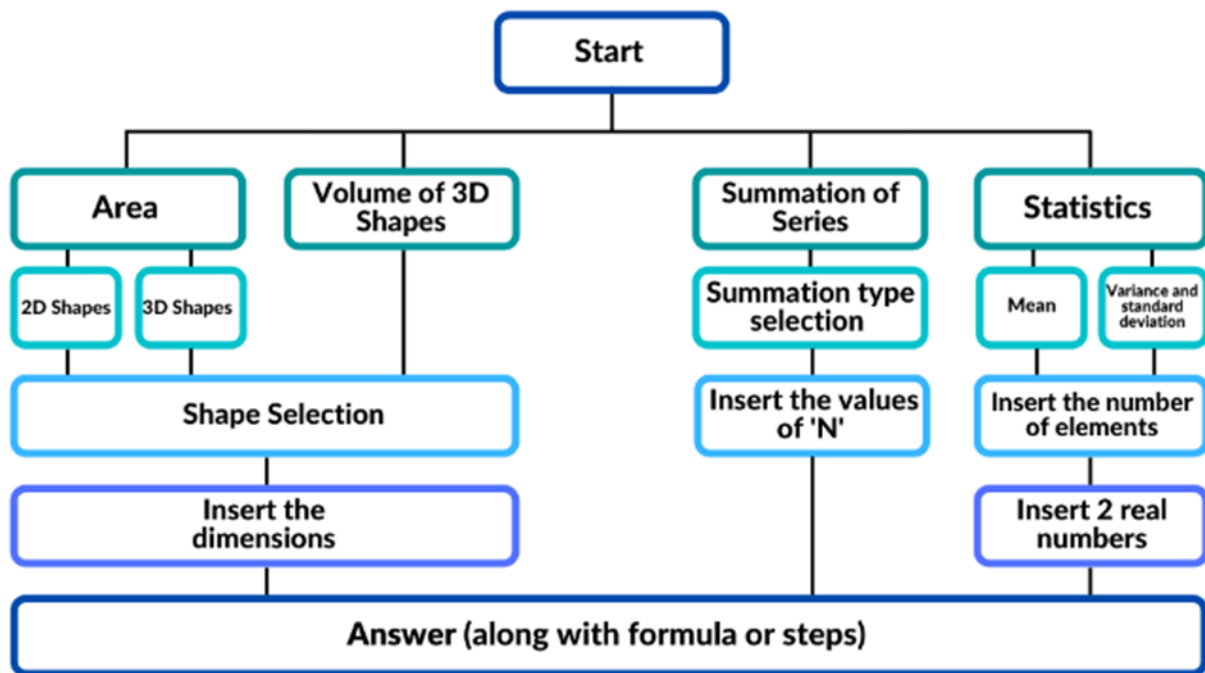 Start
Area
Volume of 3D
Shapes
Summation of
Series
Statistics
2D Shapes
3D Shapes
Summation type
selection
Mean
Variance and
standard
deviation
Shape Selection
Insert the values
of 'N'
Insert the number
of elements
Insert the
dimensions
Insert 2 real
numbers
Answer (along with formula or steps)